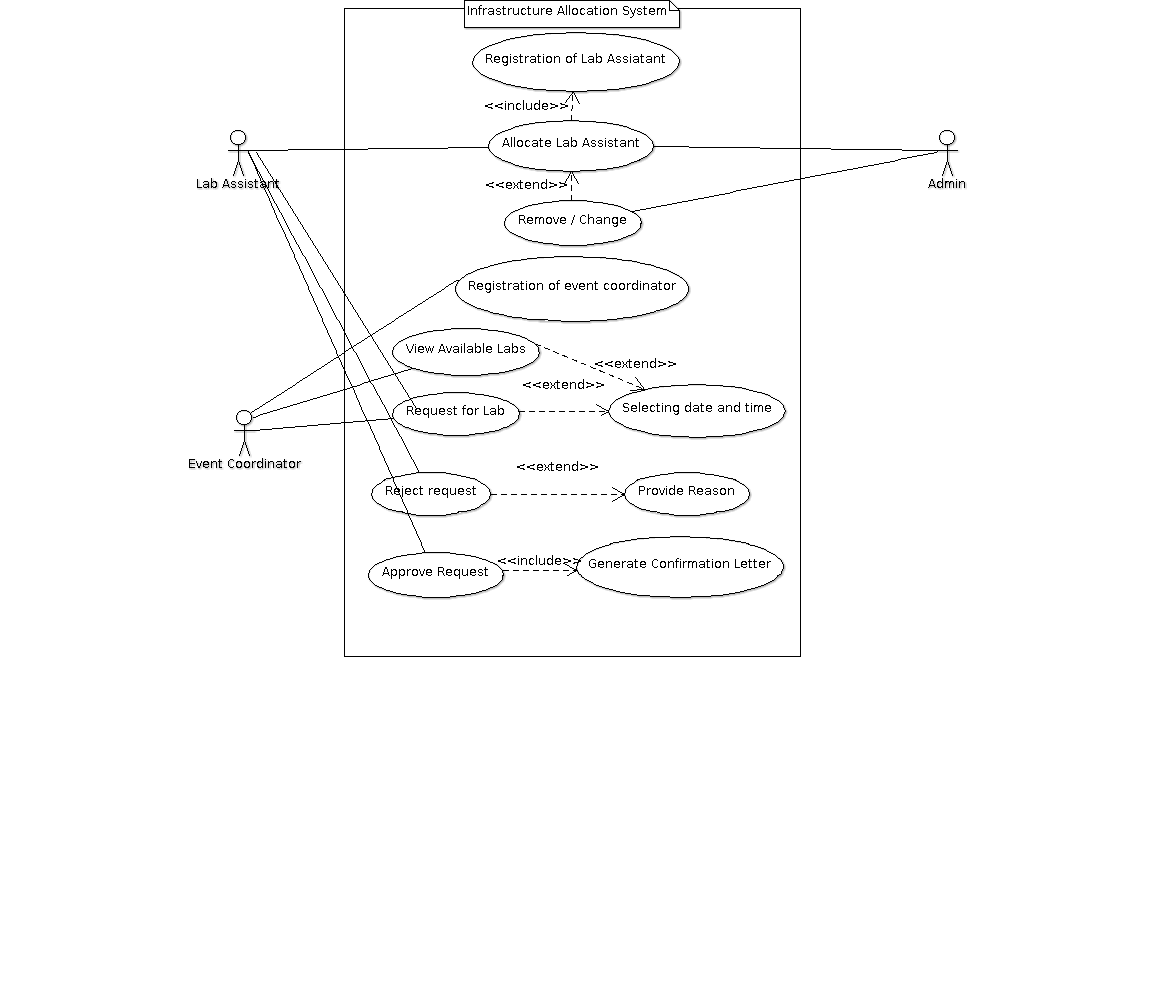 Infrastructure Allocation System
Registration of Lab Assiatant
<<include>>
Allocate Lab Assistant
Lab Assistant
Admin
<<extend>>
Remove / Change
Registration of event coordinator
View Available Labs
<<extend>>
<<extend>>
Request for Lab
Selecting date and time
Event Coordinator
<<extend>>
Reject request
Provide Reason
<<include>>
Approve Request
Generate Confirmation Letter